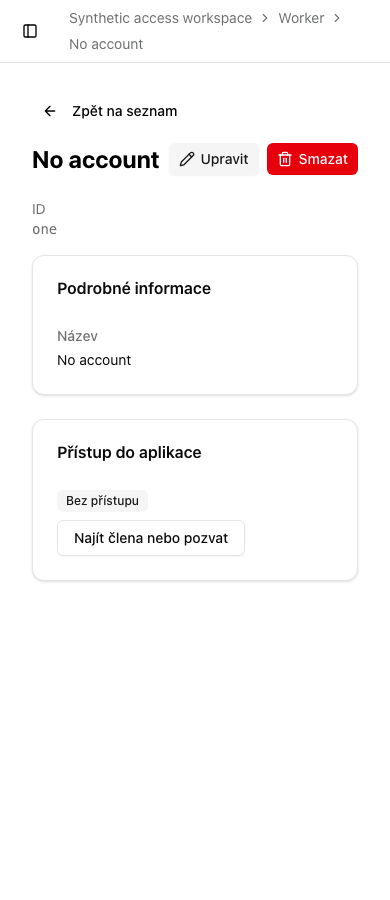 Synthetic access workspace > Worker >
No account
Zpět na seznam
No account
Upravit
Smazat
ID
one
Podrobné informace
Název
No account
Přístup do aplikace
Bez přístupu
Najít člena nebo pozvat